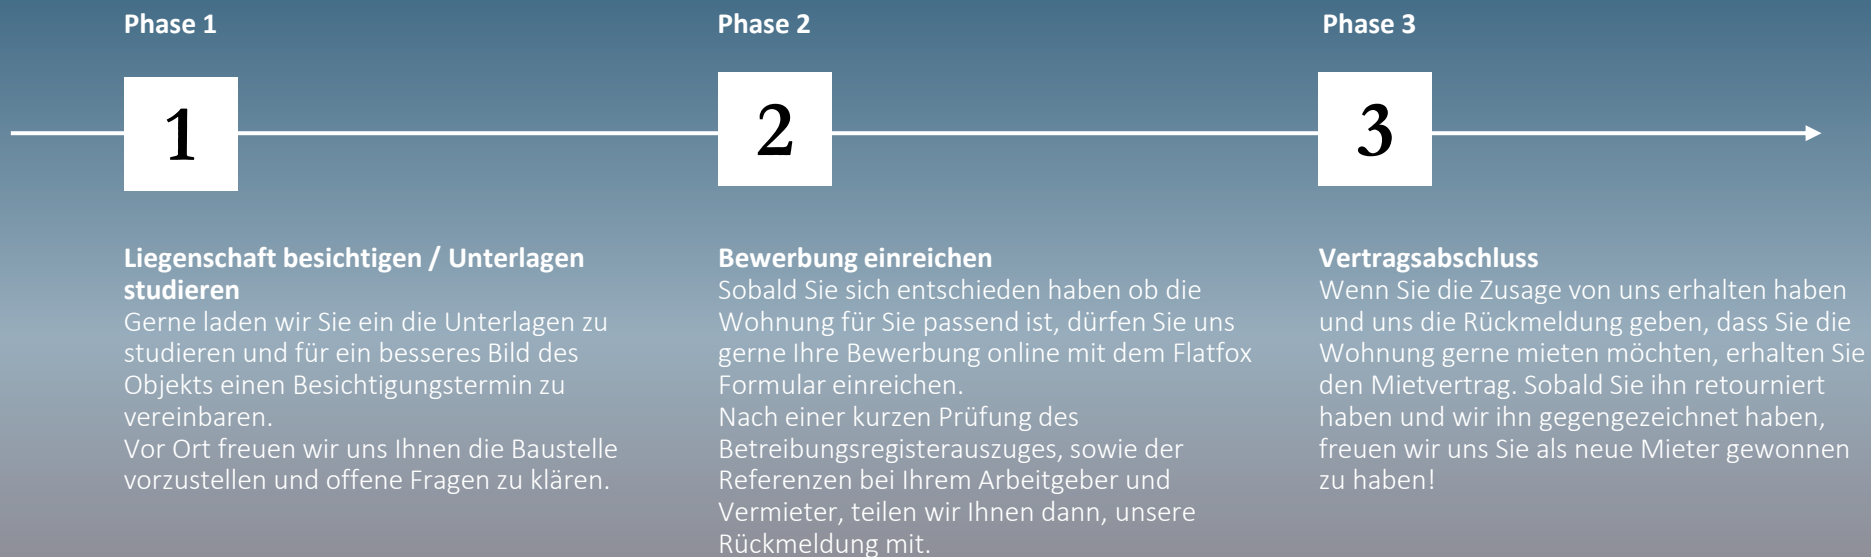 Phase 1
Phase 2
Phase 3
1
2
3
Liegenschaft besichtigen / Unterlagen
studieren
Gerne laden wir Sie ein die Unterlagen zu
studieren und für ein besseres Bild des
Objekts einen Besichtigungstermin zu
vereinbaren.
Vor Ort freuen wir uns Ihnen die Baustelle
vorzustellen und offene Fragen zu klären.
Bewerbung einreichen
Sobald Sie sich entschieden haben ob die
Wohnung für Sie passend ist, dürfen Sie uns
gerne Ihre Bewerbung online mit dem Flatfox
Formular einreichen.
Nach einer kurzen Prüfung des
Betreibungsregisterauszuges, sowie der
Referenzen bei Ihrem Arbeitgeber und
Vermieter, teilen wir Ihnen dann, unsere
Rückmeldung mit.
Vertragsabschluss
Wenn Sie die Zusage von uns erhalten haben
und uns die Rückmeldung geben, dass Sie die
Wohnung gerne mieten möchten, erhalten Sie
den Mietvertrag. Sobald Sie ihn retourniert
haben und wir ihn gegengezeichnet haben,
freuen wir uns Sie als neue Mieter gewonnen
zu haben!